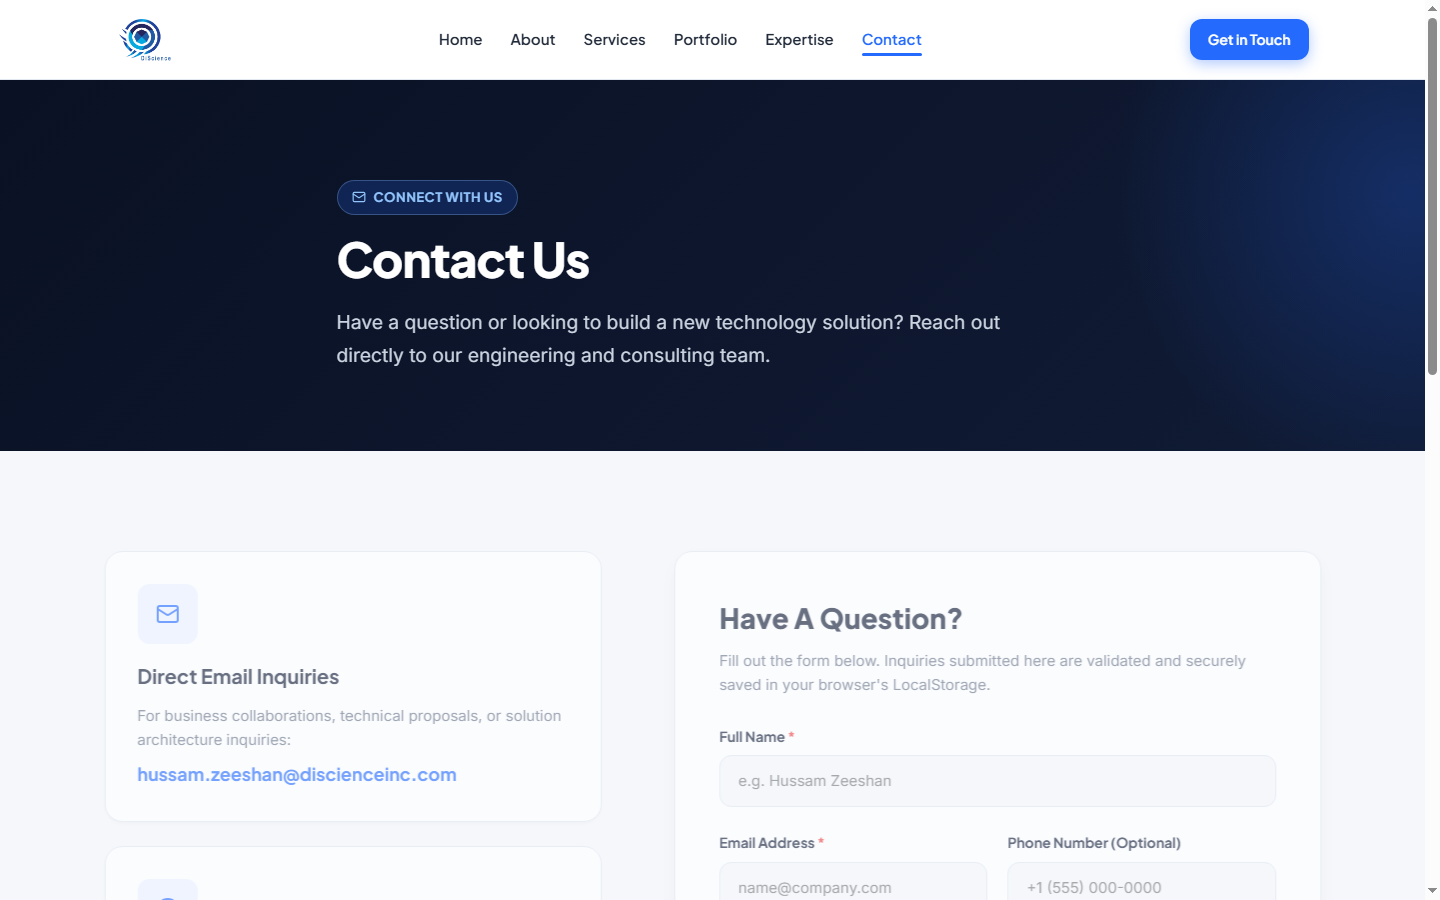 DiScience
Home About Services Portfolio Expertise Contact
Get In Touch
CONNECT WITH US
Contact Us
Have a question or looking to build a new technology solution? Reach out
directly to our engineering and consulting team.
Direct Email Inquiries
For business collaborations, technical proposals, or solution
architecture inquiries:
hussam.zeeshan@discienceinc.com
Have A Question?
Fill out the form below. Inquiries submitted here are validated and securely
saved in your browser's LocalStorage.
Full Name *
e.g. Hussam Zeeshan
Email Address * Phone Number (Optional)
name@company.com +1 (555) 000-0000